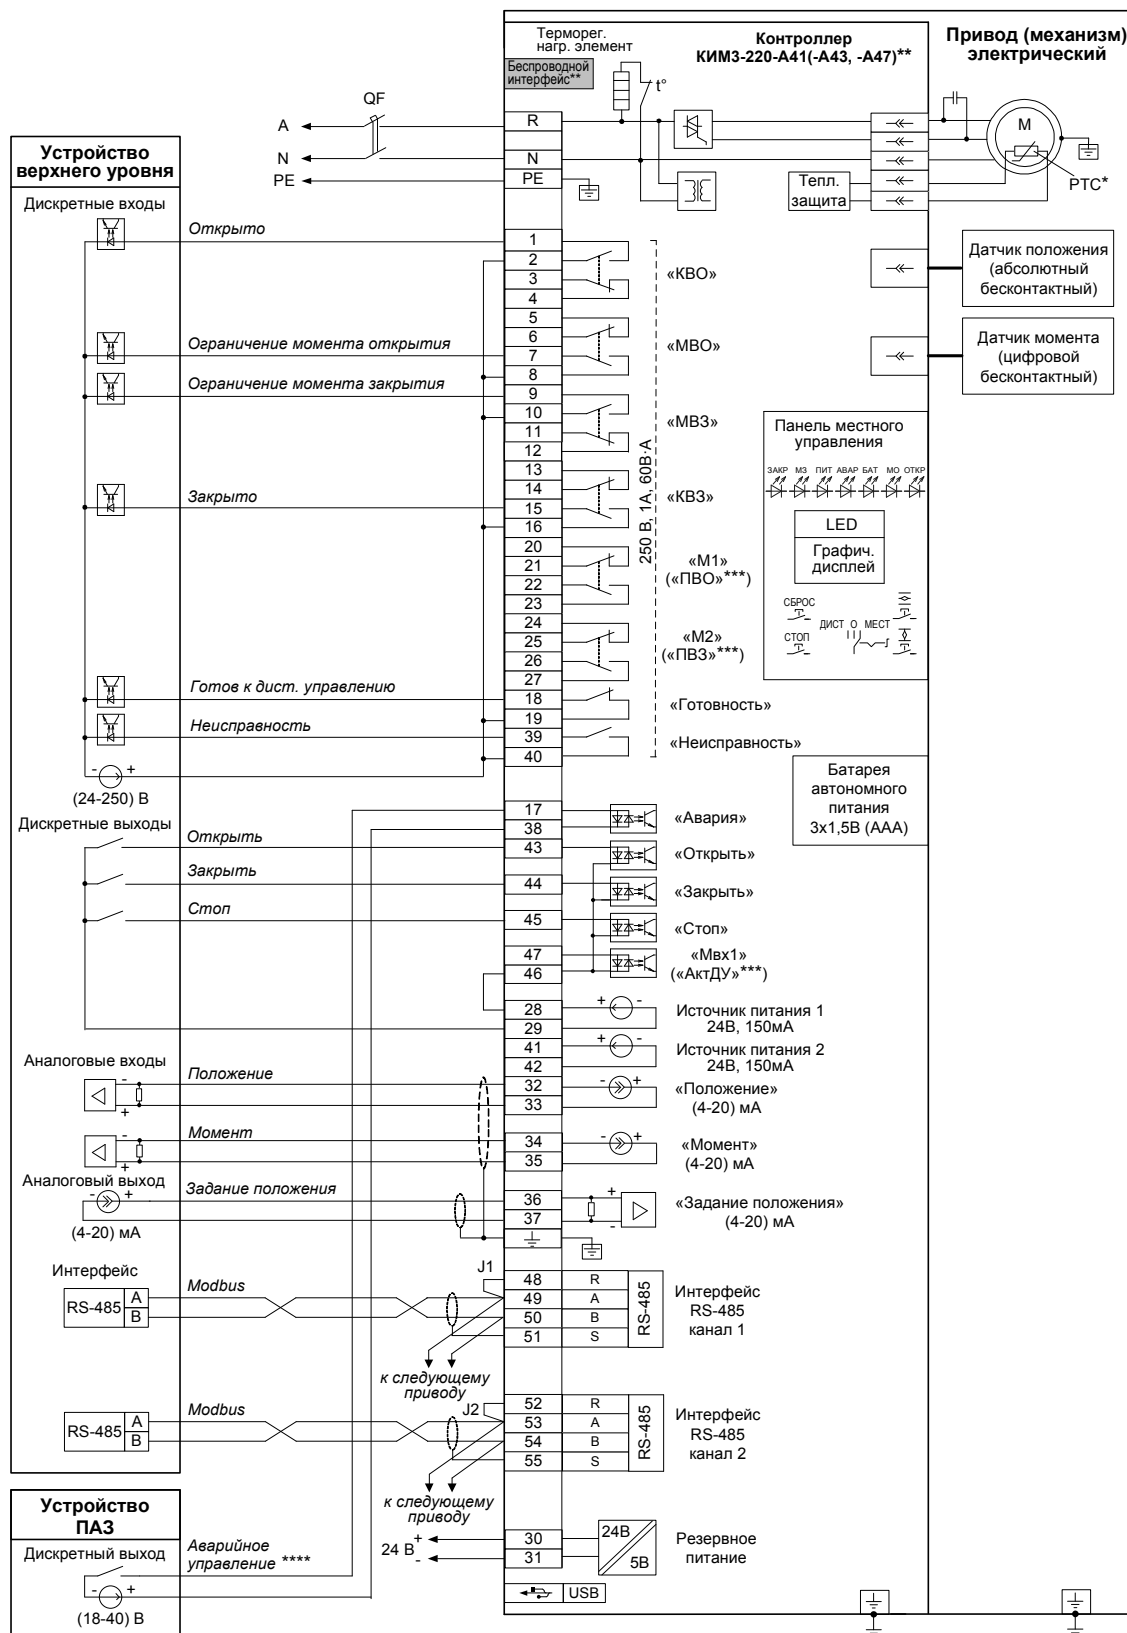 Терморег.
нагр. элемент
Беспроводной
интерфейс**
Контроллер
КИМ3-220-А41(-А43, -А47)**
Привод (механизм)
электрический
t°
QF
A
N
PE
R
N
PE
M
PTC*
Тепл.
защита
Устройство
верхнего уровня
Дискретные входы
Открыто
Ограничение момента открытия
Ограничение момента закрытия
Закрыто
Готов к дист. управлению
Неисправность
- +
(24-250) В
1
2
3
4
«КВО»
5
6
7
8
«МВО»
9
10
11
12
«МВЗ»
13
14
15
16
«КВЗ»
20
21
22
23
«М1»
(«ПВО»***)
24
25
26
27
«М2»
(«ПВЗ»***)
18
19
«Готовность»
39
40
«Неисправность»
250 В, 1А, 60В·А
Датчик положения
(абсолютный
бесконтактный)
Датчик момента
(цифровой
бесконтактный)
Панель местного
управления
ЗАКР МЗ ПИТ АВАР БАТ МО ОТКР
LED
Графич.
дисплей
СБРОС
СТОП
ДИСТ О МЕСТ
Батарея
автономного
питания
3х1,5В (ААА)
Дискретные выходы
Открыть
Закрыть
Стоп
17
38
«Авария»
43
«Открыть»
44
«Закрыть»
45
«Стоп»
47
46
«Мвх1»
(«АктДУ»***)
28
29
+ -
Источник питания 1
24В, 150мА
41
42
+ -
Источник питания 2
24В, 150мА
Аналоговые входы
-
+
Положение
32
33
- +
«Положение»
(4-20) мА
-
+
Момент
34
35
- +
«Момент»
(4-20) мА
Аналоговый выход
- +
(4-20) мА
Задание положения
36
37
+
-
«Задание положения»
(4-20) мА
Интерфейс
RS-485
A
B
Modbus
J1
48 R
49 A
50 B
51 S
RS-485
Интерфейс
RS-485
канал 1
к следующему
приводу
RS-485
A
B
Modbus
J2
52 R
53 A
54 B
55 S
RS-485
Интерфейс
RS-485
канал 2
к следующему
приводу
Устройство
ПАЗ
Дискретный выход
- +
(18-40) В
Аварийное
управление ****
24 В
+
-
30
31
24В
5В
Резервное
питание
USB